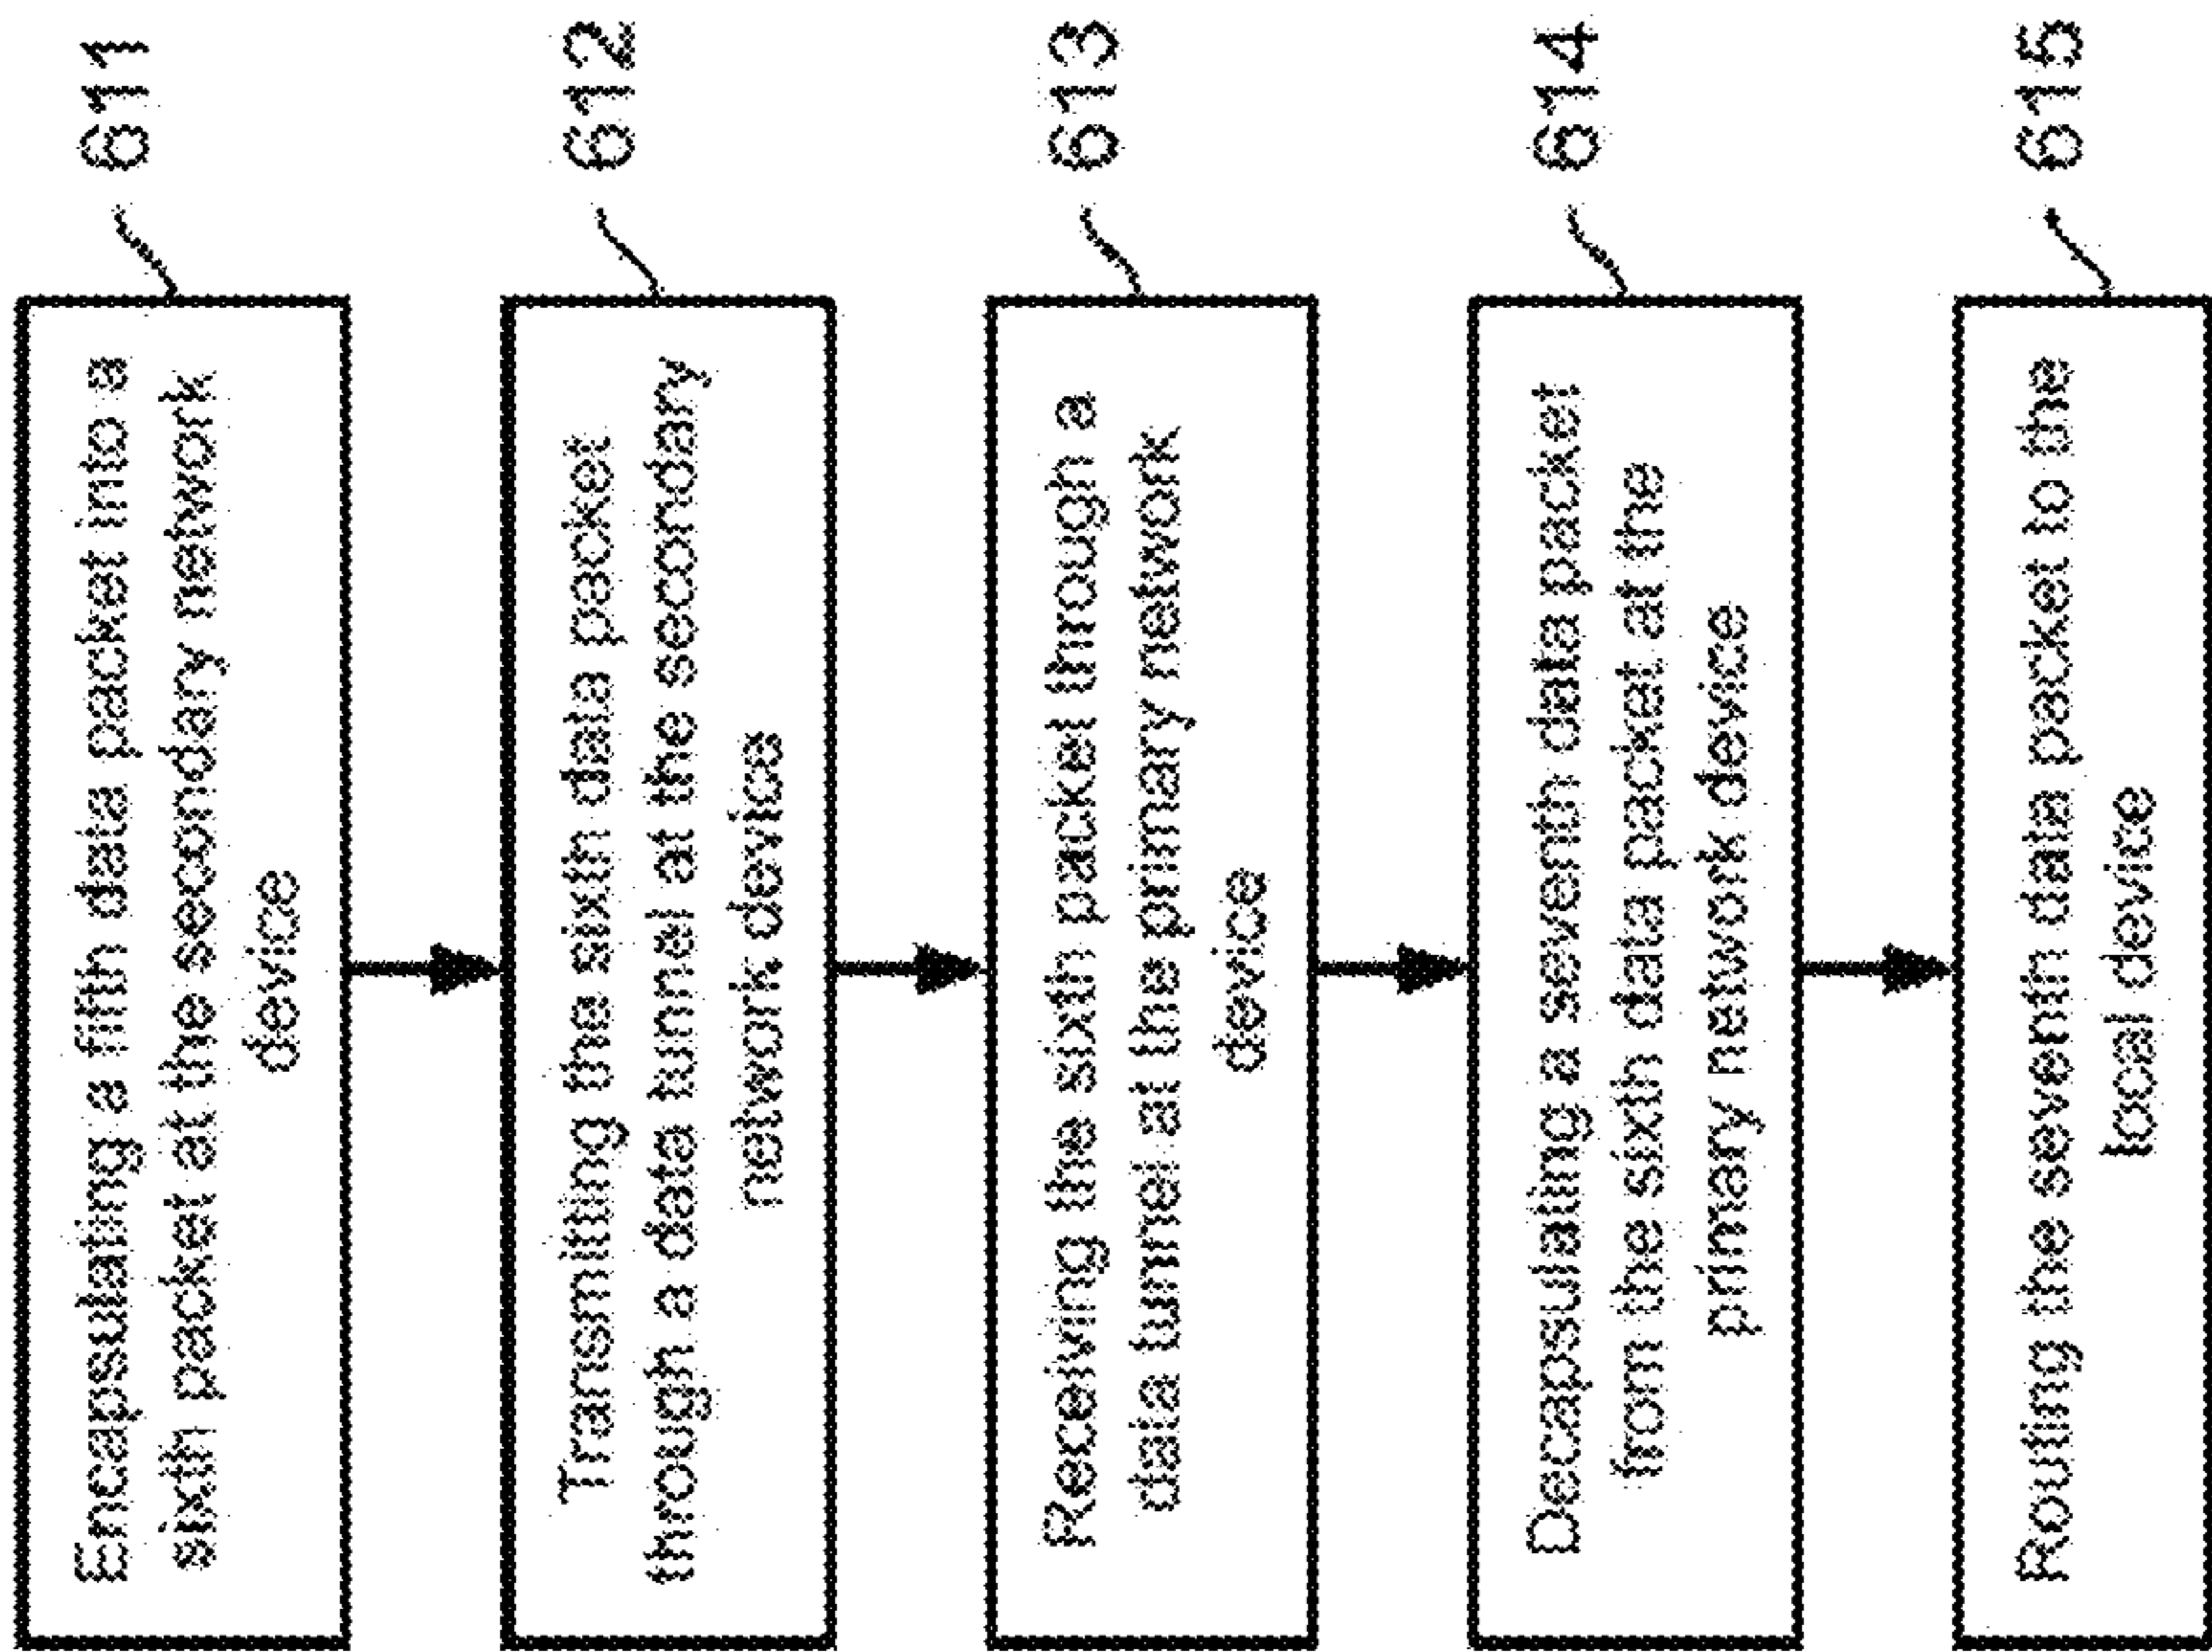 Encapsulating a fifth data packet into a
sixth packet at the secondary network
device
611
Transmitting the sixth data packet
through a data tunnel at the secondary
network device
612
Receiving the sixth packet through a
data tunnel at the primary network
device
613
Decapsulating a seventh data packet
from the sixth data packet at the
primary network device
614
Routing the seventh data packet to the
local device
615